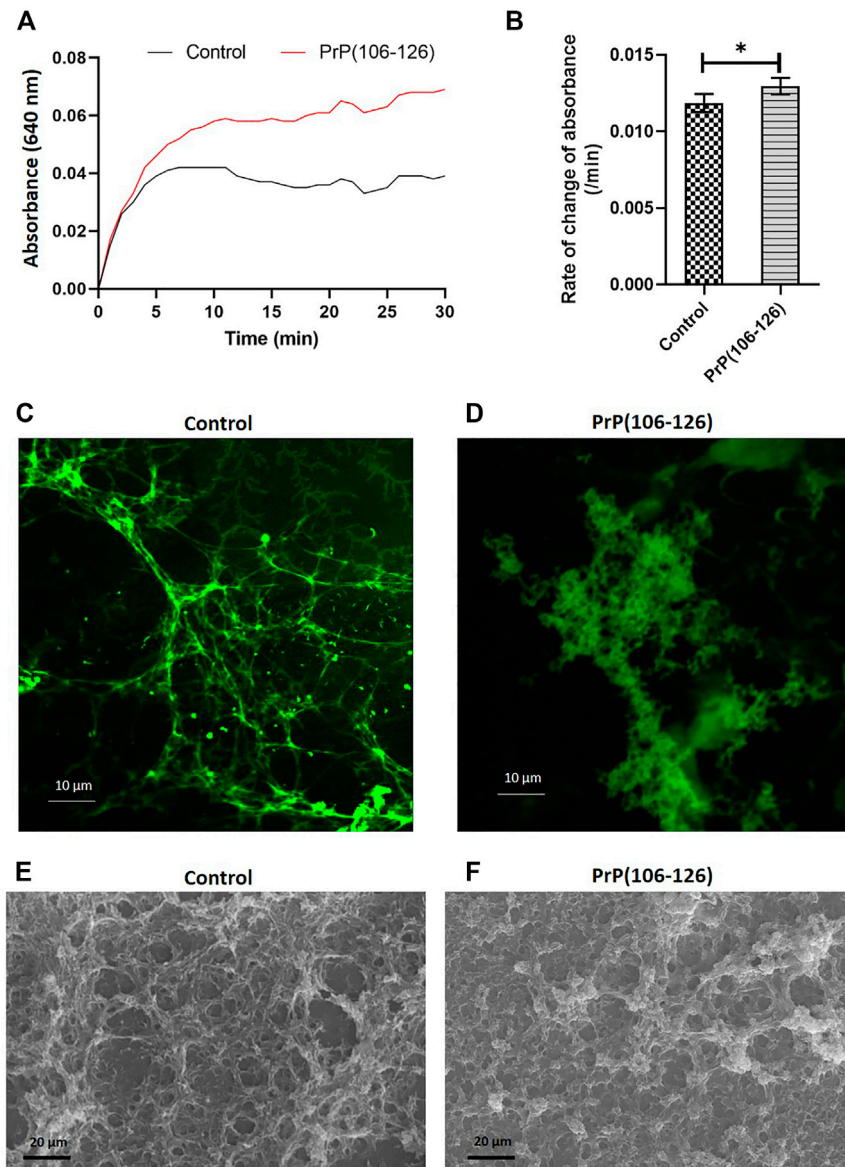 A
Control
PrP(106-126)
Absorbance (640 nm)
0.08
0.06
0.04
0.02
0.00
0
5
10
15
20
25
30
Time (min)
B
Rate of change of absorbance
(/min)
0.015
0.010
0.005
0.000
*
Control
PrP(106-126)
C
Control
10 µm
D
PrP(106-126)
10 µm
E
Control
20 µm
F
PrP(106-126)
20 µm